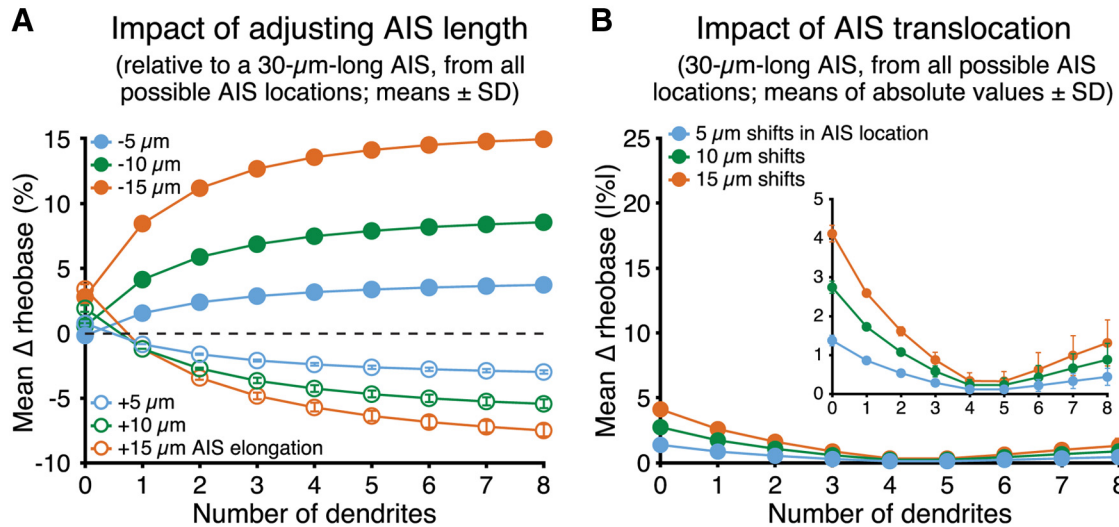 A
Impact of adjusting AIS length
(relative to a 30-µm-long AIS, from all
possible AIS locations; means ± SD)
Mean Δ rheobase (%)
15
10
5
0
-5
-10
-5 µm
-10 µm
-15 µm
+5 µm
+10 µm
+15 µm AIS elongation
0 1 2 3 4 5 6 7 8
Number of dendrites
B
Impact of AIS translocation
(30-µm-long AIS, from all possible AIS
locations; means of absolute values ± SD)
Mean Δ rheobase (|%|)
25
20
15
10
5
0
5 µm shifts in AIS location
10 µm shifts
15 µm shifts
5
4
3
2
1
0
0 1 2 3 4 5 6 7 8
0 1 2 3 4 5 6 7 8
Number of dendrites